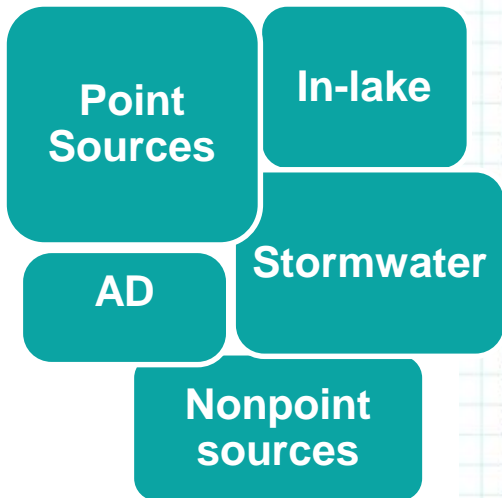 Point
Sources
In-lake
Stormwater
AD
Nonpoint
sources